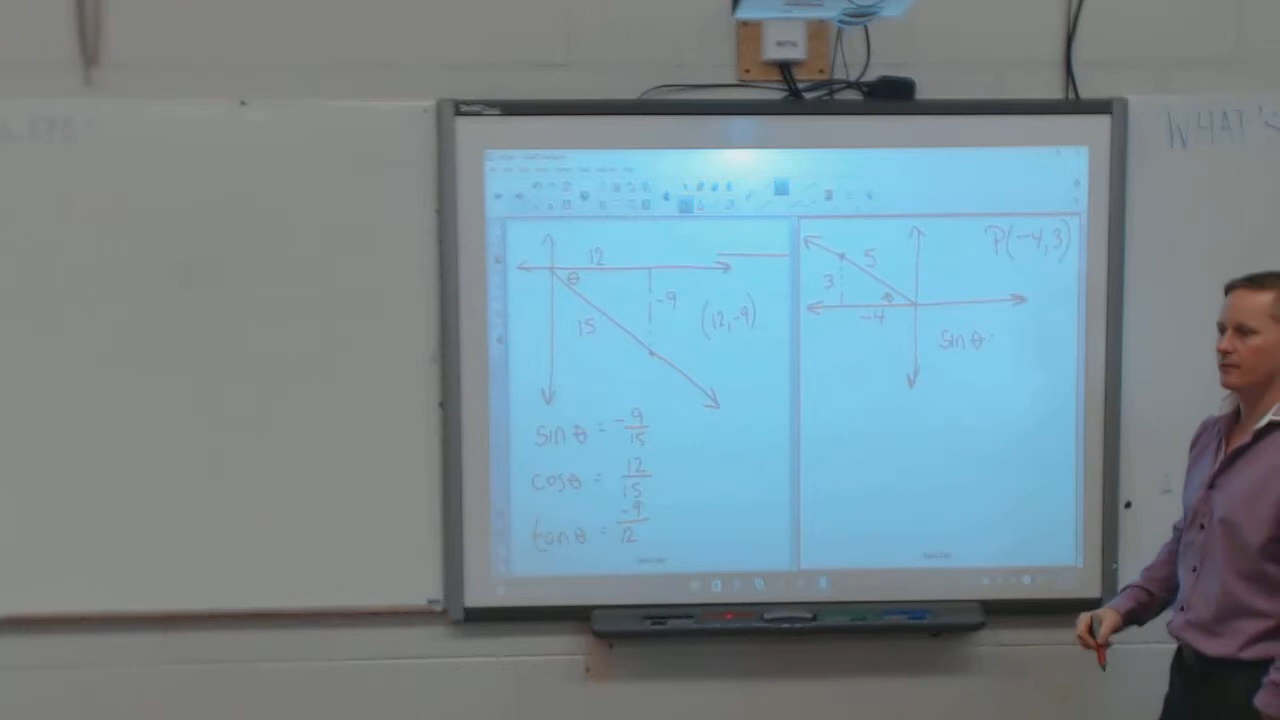 WHAT'S
12
θ
-9
15
(12,-9)
sin θ = -9/15
cos θ = 12/15
tan θ = -9/12
P(-4,3)
5
3
θ
-4
sin θ